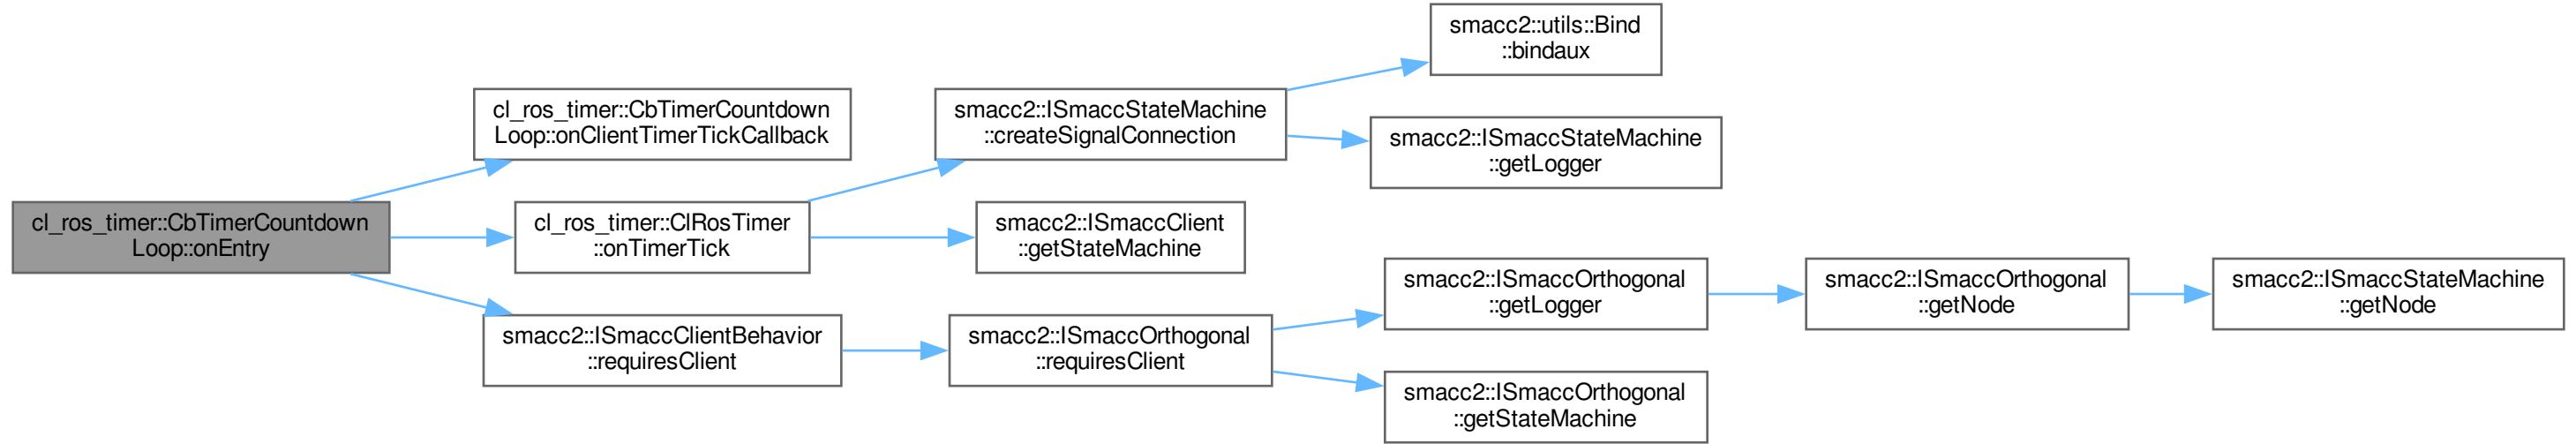 cl_ros_timer::CbTimerCountdown
Loop::onEntry
cl_ros_timer::CbTimerCountdown
Loop::onClientTimerTickCallback
cl_ros_timer::ClRosTimer
::onTimerTick
smacc2::ISmaccClientBehavior
::requiresClient
smacc2::ISmaccStateMachine
::createSignalConnection
smacc2::ISmaccClient
::getStateMachine
smacc2::ISmaccOrthogonal
::requiresClient
smacc2::utils::Bind
::bindaux
smacc2::ISmaccStateMachine
::getLogger
smacc2::ISmaccOrthogonal
::getLogger
smacc2::ISmaccOrthogonal
::getStateMachine
smacc2::ISmaccOrthogonal
::getNode
smacc2::ISmaccStateMachine
::getNode